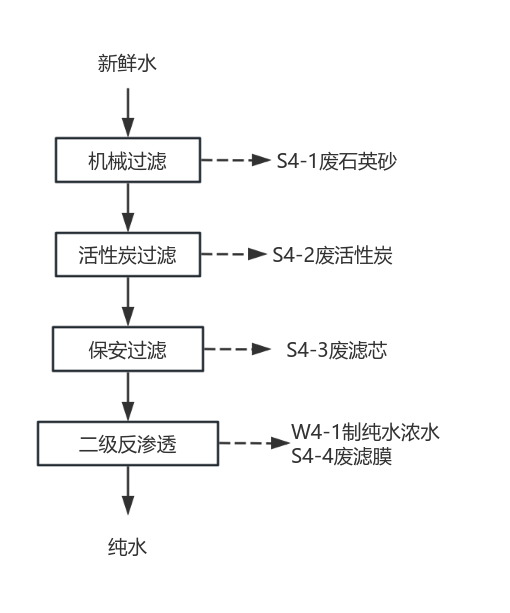 新鲜水
机械过滤
S4-1废石英砂
活性炭过滤
S4-2废活性炭
保安过滤
S4-3废滤芯
二级反渗透
W4-1制纯水浓水
S4-4废滤膜
纯水